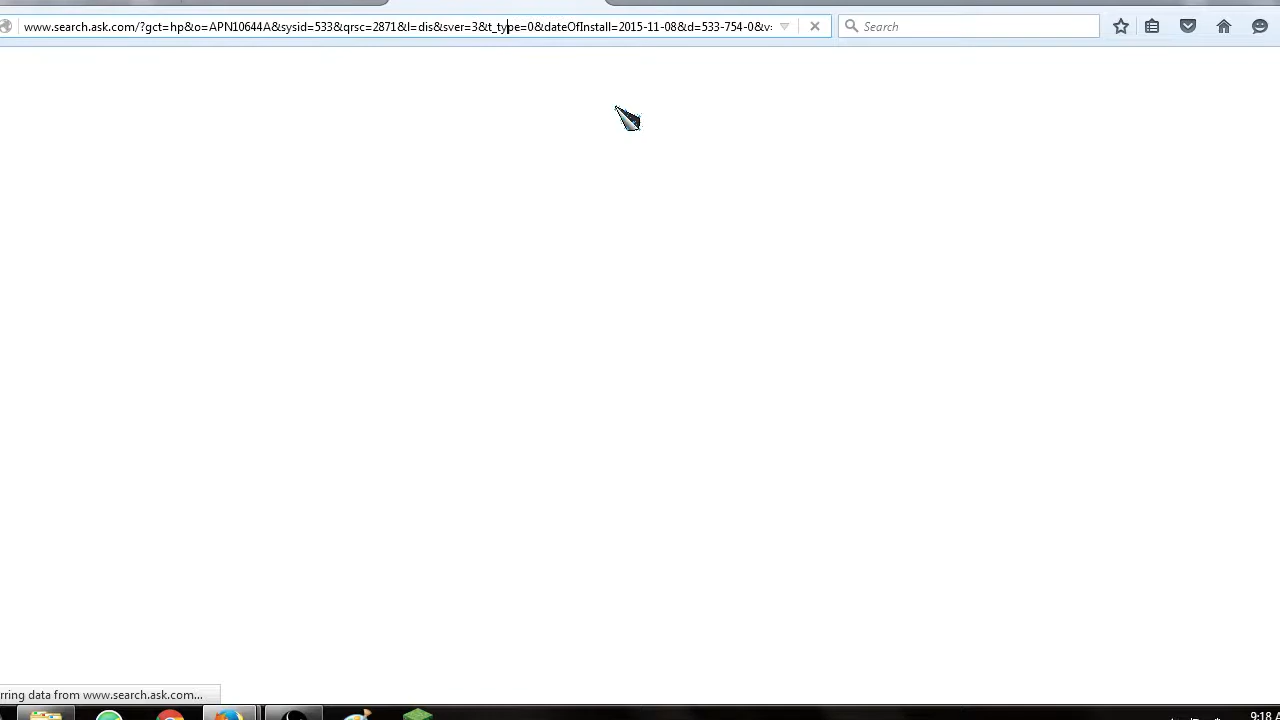 www.search.ask.com/?gct=hp&o=APN10644A&sysid=533&qrsc=2871&l=dis&sver=3&t_type=0&dateOfInstall=2015-11-08&d=533-754-0&v:
Search
rring data from www.search.ask.com...
9:18